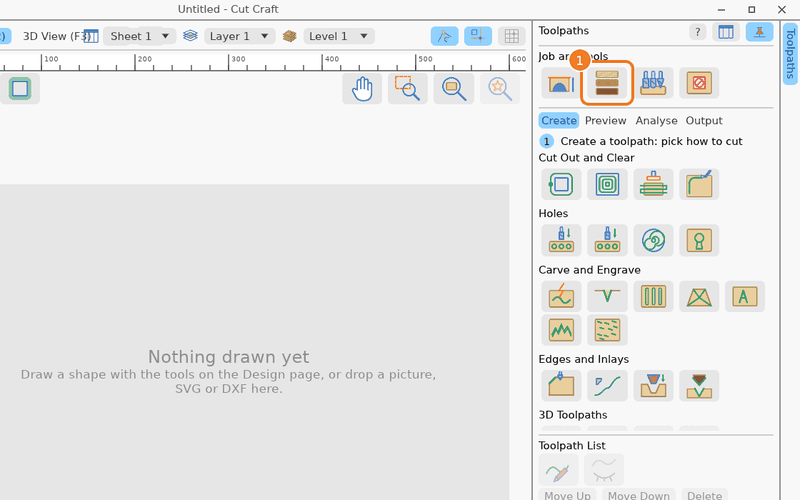 Untitled - Cut Craft
3D View (F3)
Sheet 1
Layer 1
Level 1
Toolpaths
?
Toolpaths
100
200
300
400
500
600
1
Create
Preview
Analyse
Output
1 Create a toolpath: pick how to cut
Cut Out and Clear
Holes
Carve and Engrave
A
Edges and Inlays
3D Toolpaths
Nothing drawn yet
Draw a shape with the tools on the Design page, or drop a picture,
SVG or DXF here.
Toolpath List
Move Up
Move Down
Delete